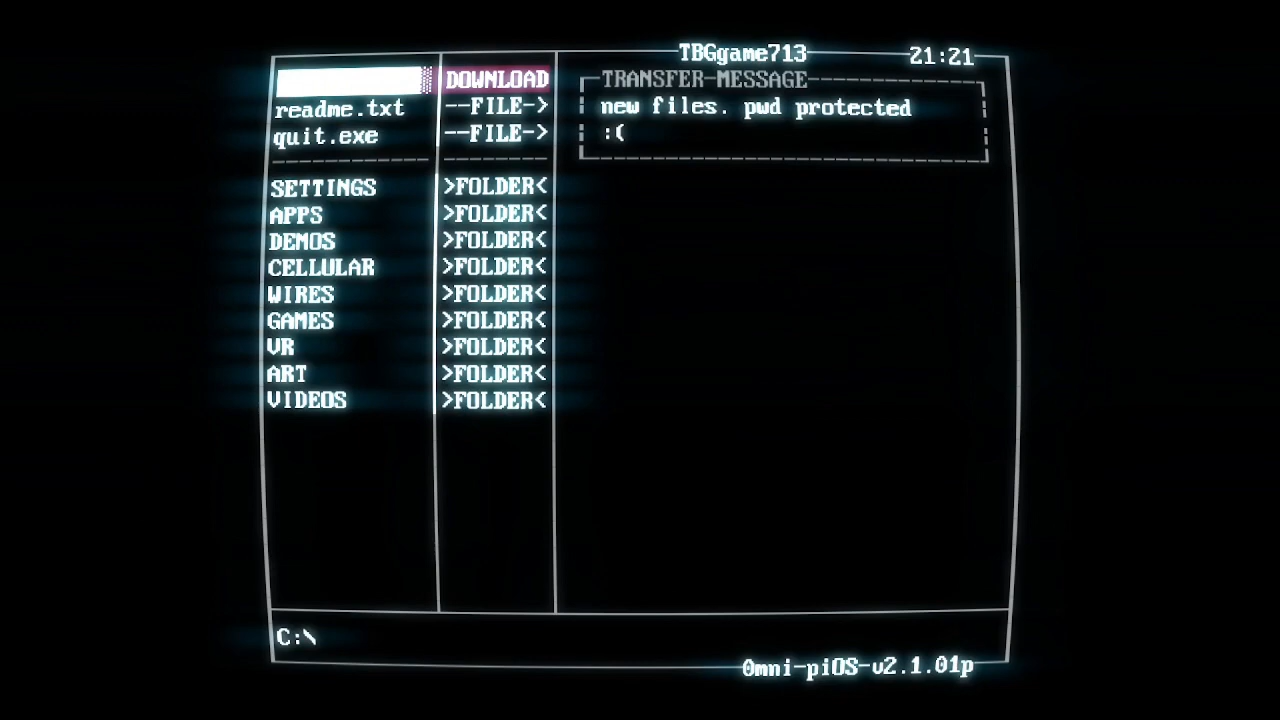 TBGgame713 21:21
DOWNLOAD
readme.txt --FILE->
quit.exe --FILE->
TRANSFER-MESSAGE
new files. pwd protected
:(
SETTINGS >FOLDER<
APPS >FOLDER<
DEMOS >FOLDER<
CELLULAR >FOLDER<
WIRES >FOLDER<
GAMES >FOLDER<
VR >FOLDER<
ART >FOLDER<
VIDEOS >FOLDER<
C:\
0mni-piOS-v2.1.01p